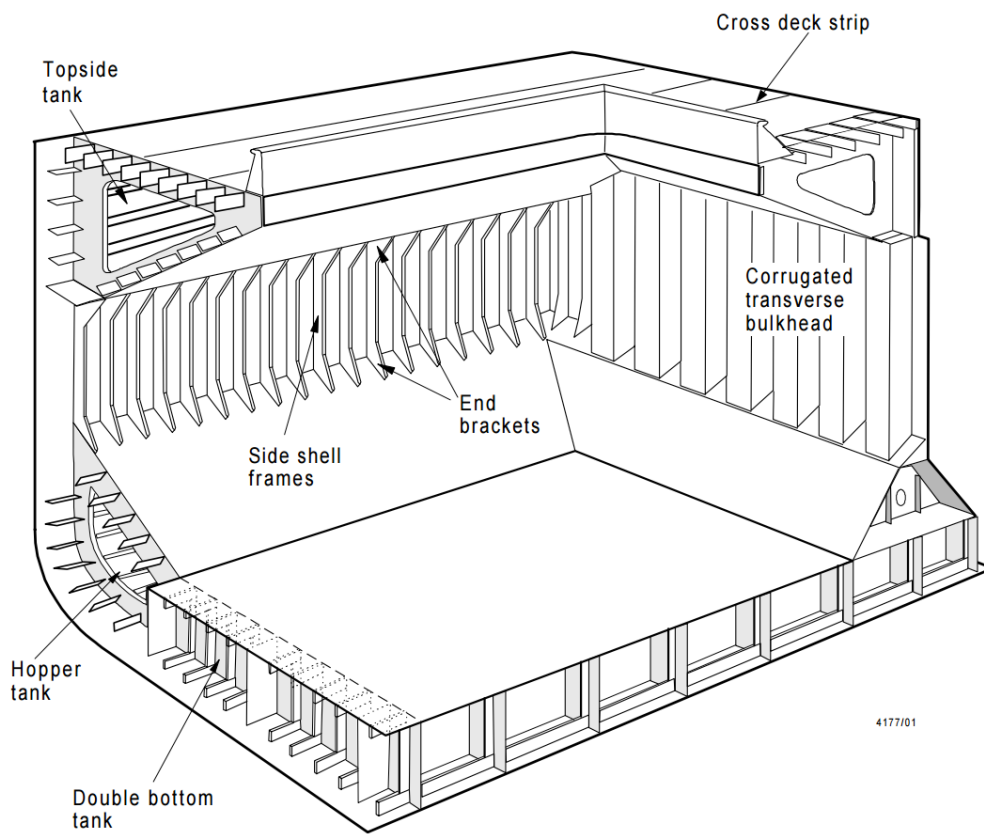 Cross deck strip
Topside
tank
Corrugated
transverse
bulkhead
End
brackets
Side shell
frames
Hopper
tank
4177/01
Double bottom
tank